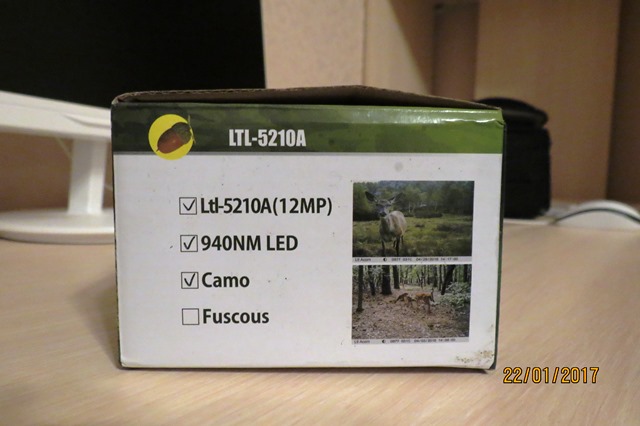 LTL-5210A
Ltl-5210A(12MP)
940NM LED
Camo
Fuscous
22/01/2017